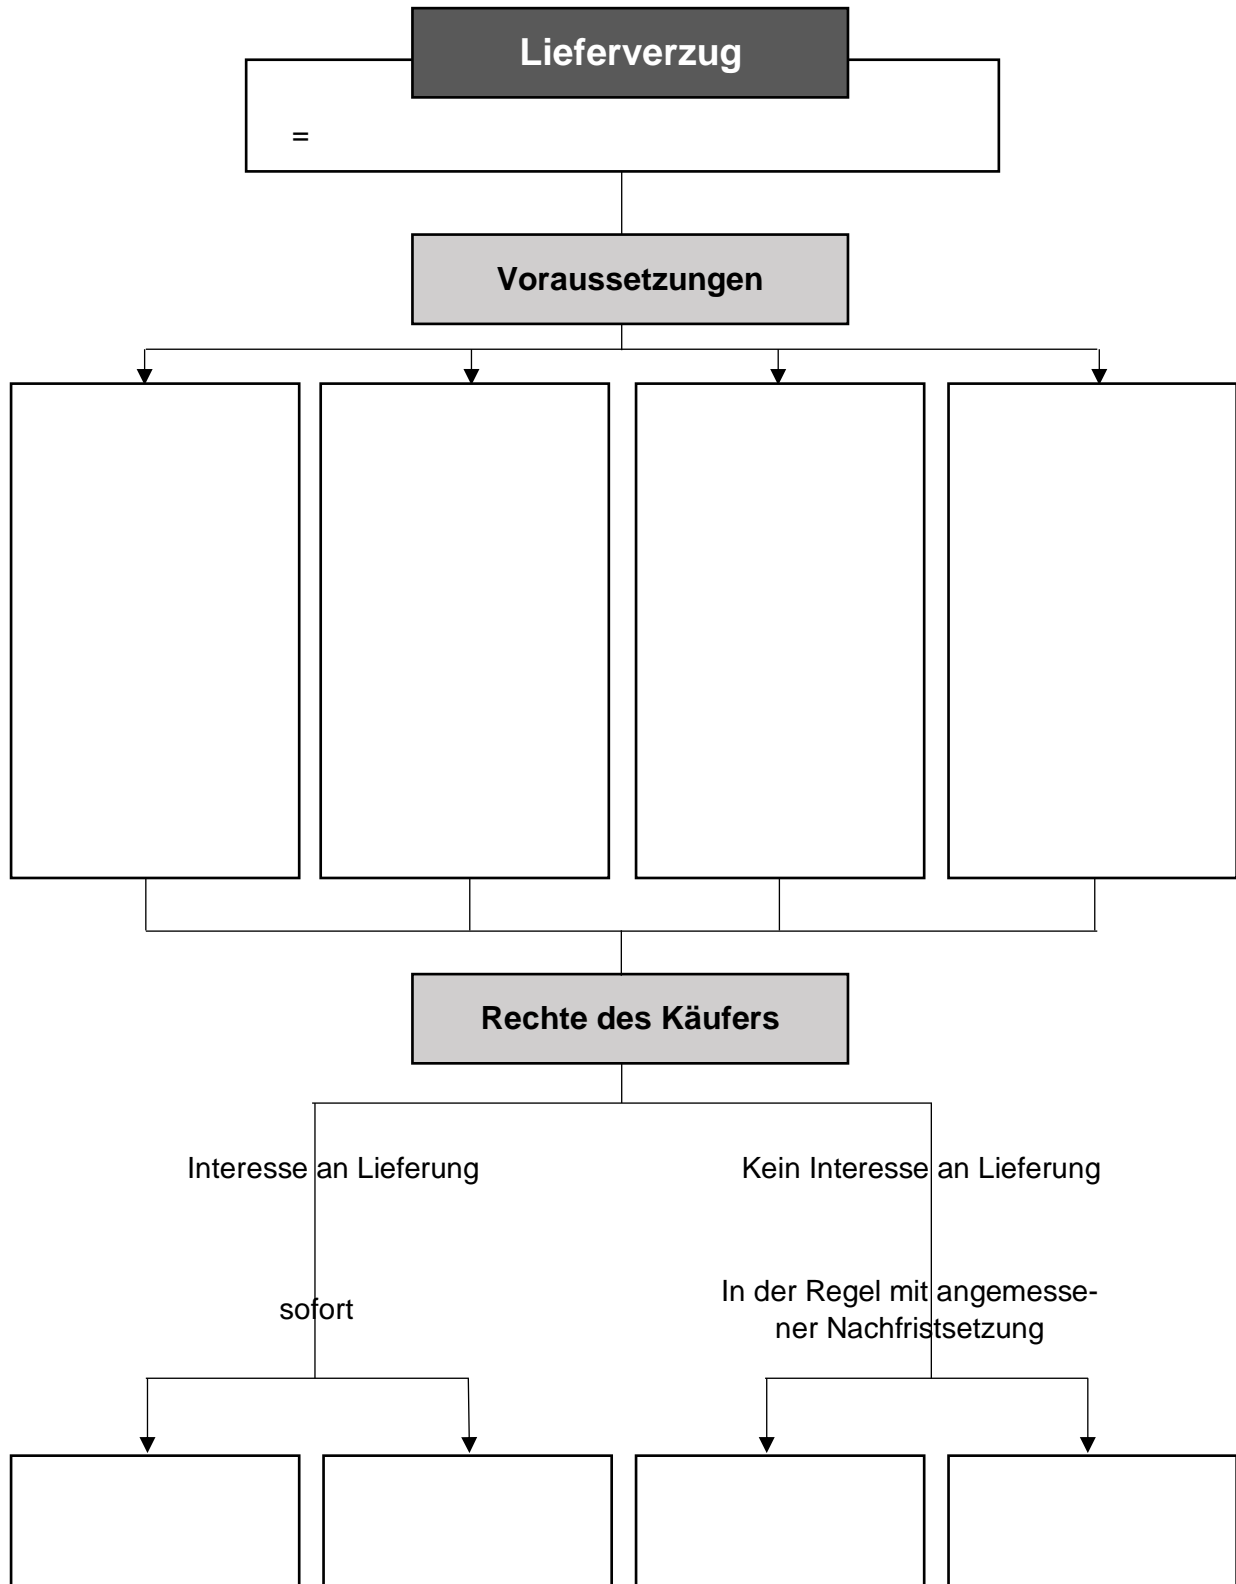 Lieferverzug
=
Voraussetzungen
Rechte des Käufers
Interesse an Lieferung
Kein Interesse an Lieferung
sofort
In der Regel mit angemesse-
ner Nachfristsetzung